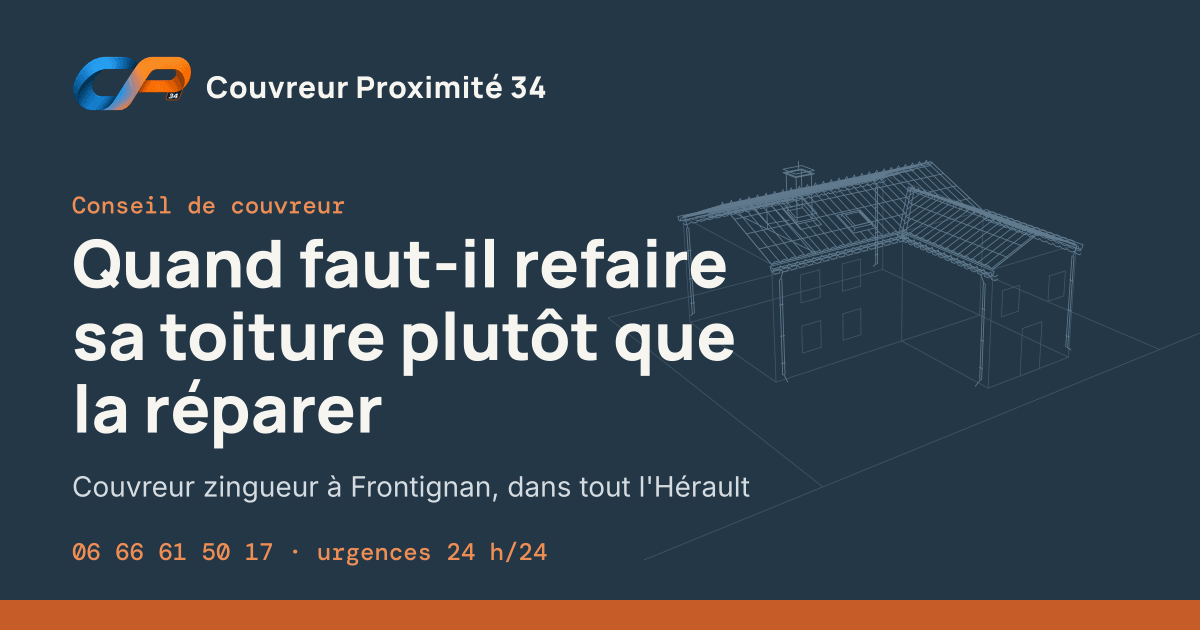 CP
34
Couvreur Proximité 34
Conseil de couvreur
Quand faut-il refaire
sa toiture plutôt que
la réparer
Couvreur zingueur à Frontignan, dans tout l'Hérault
06 66 61 50 17 · urgences 24 h/24